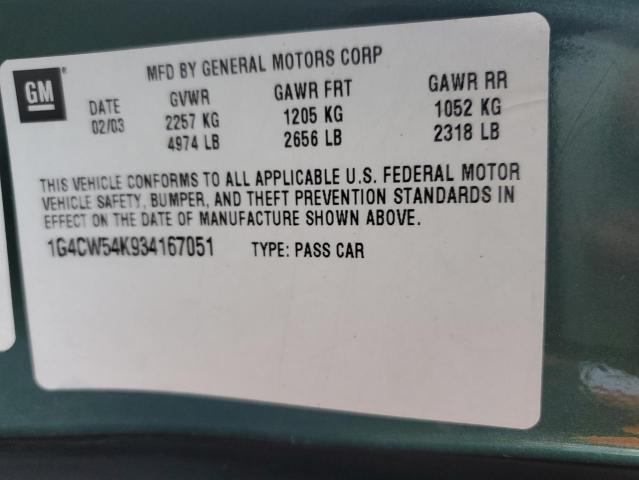 GM
MFD BY GENERAL MOTORS CORP
DATE GVWR GAWR FRT GAWR RR
02/03 2257 KG 1205 KG 1052 KG
4974 LB 2656 LB 2318 LB
THIS VEHICLE CONFORMS TO ALL APPLICABLE U.S. FEDERAL MOTOR
VEHICLE SAFETY, BUMPER, AND THEFT PREVENTION STANDARDS IN
EFFECT ON THE DATE OF MANUFACTURE SHOWN ABOVE.
1G4CW54K934167051 TYPE: PASS CAR